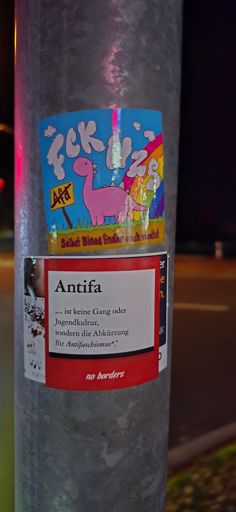 FCK NZS
AfD
Selbst Dinos finden euch
Antifa
„... ist keine Gang oder
Jugendkultur,
sondern die Abkürzung
für Antifaschismus“.
no borders